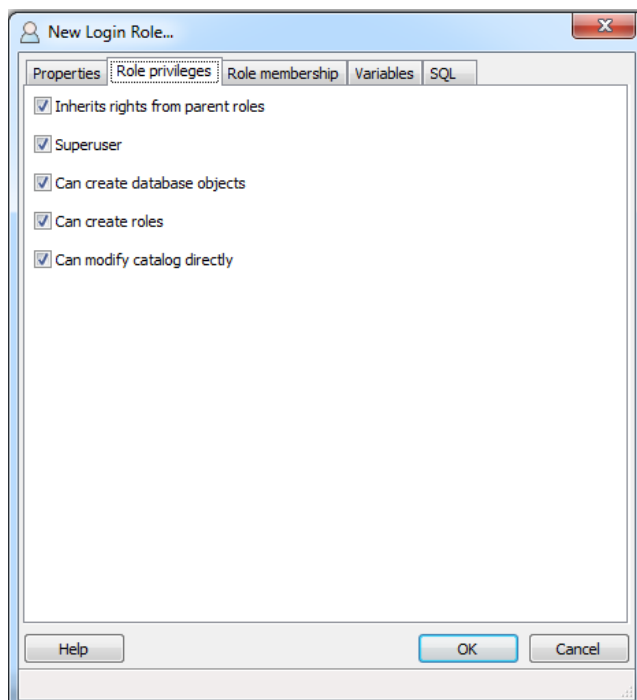 New Login Role...
Properties Role privileges Role membership Variables SQL
Inherits rights from parent roles
Superuser
Can create database objects
Can create roles
Can modify catalog directly
Help OK Cancel